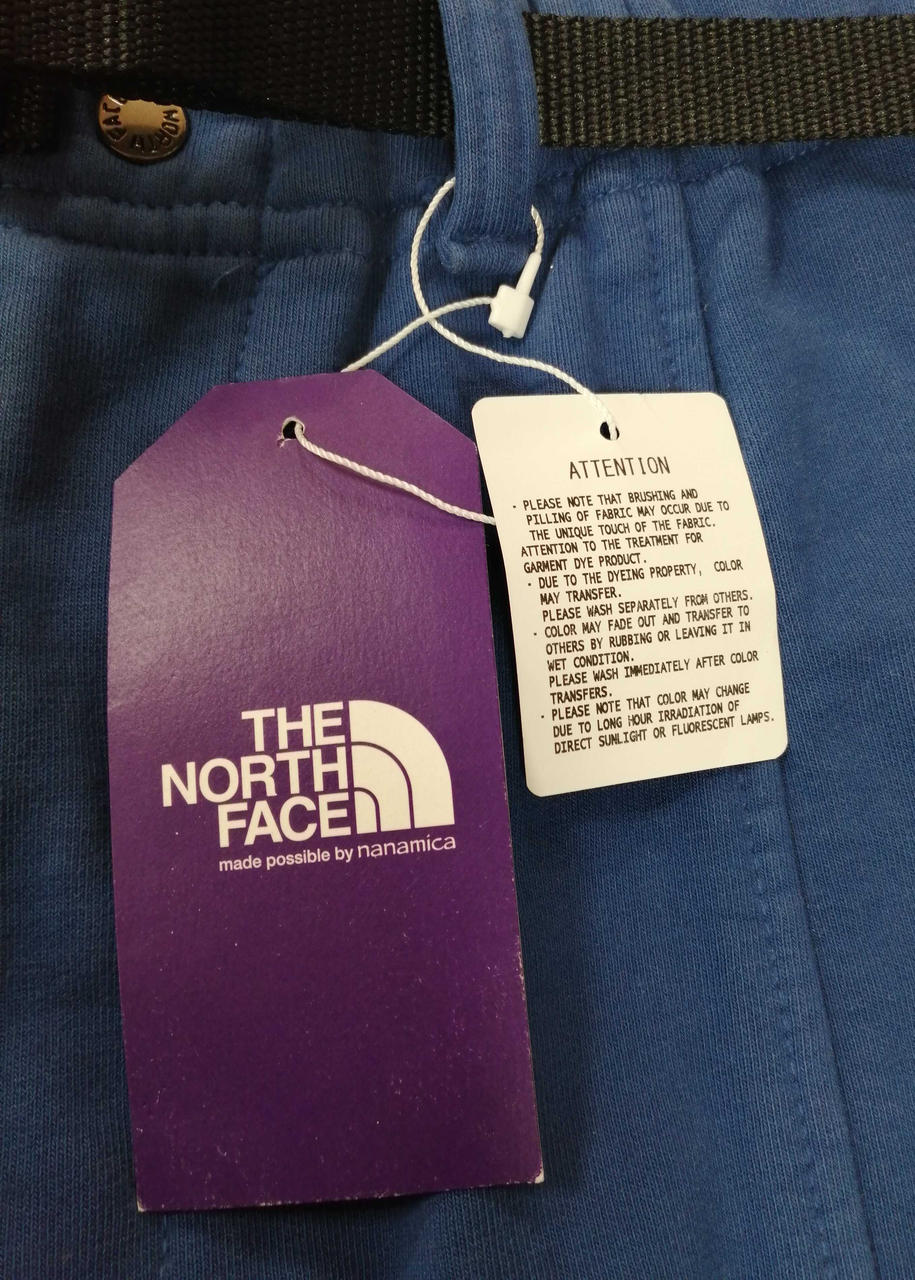 THE
NORTH
FACE
made possible by nanamica
ATTENTION
· PLEASE NOTE THAT BRUSHING AND
PILLING OF FABRIC MAY OCCUR DUE TO
THE UNIQUE TOUCH OF THE FABRIC.
ATTENTION TO THE TREATMENT FOR
GARMENT DYE PRODUCT.
· DUE TO THE DYEING PROPERTY, COLOR
MAY TRANSFER.
PLEASE WASH SEPARATELY FROM OTHERS.
· COLOR MAY FADE OUT AND TRANSFER TO
OTHERS BY RUBBING OR LEAVING IT IN
WET CONDITION.
PLEASE WASH IMMEDIATELY AFTER COLOR
TRANSFERS.
· PLEASE NOTE THAT COLOR MAY CHANGE
DUE TO LONG HOUR IRRADIATION OF
DIRECT SUNLIGHT OR FLUORESCENT LAMPS.